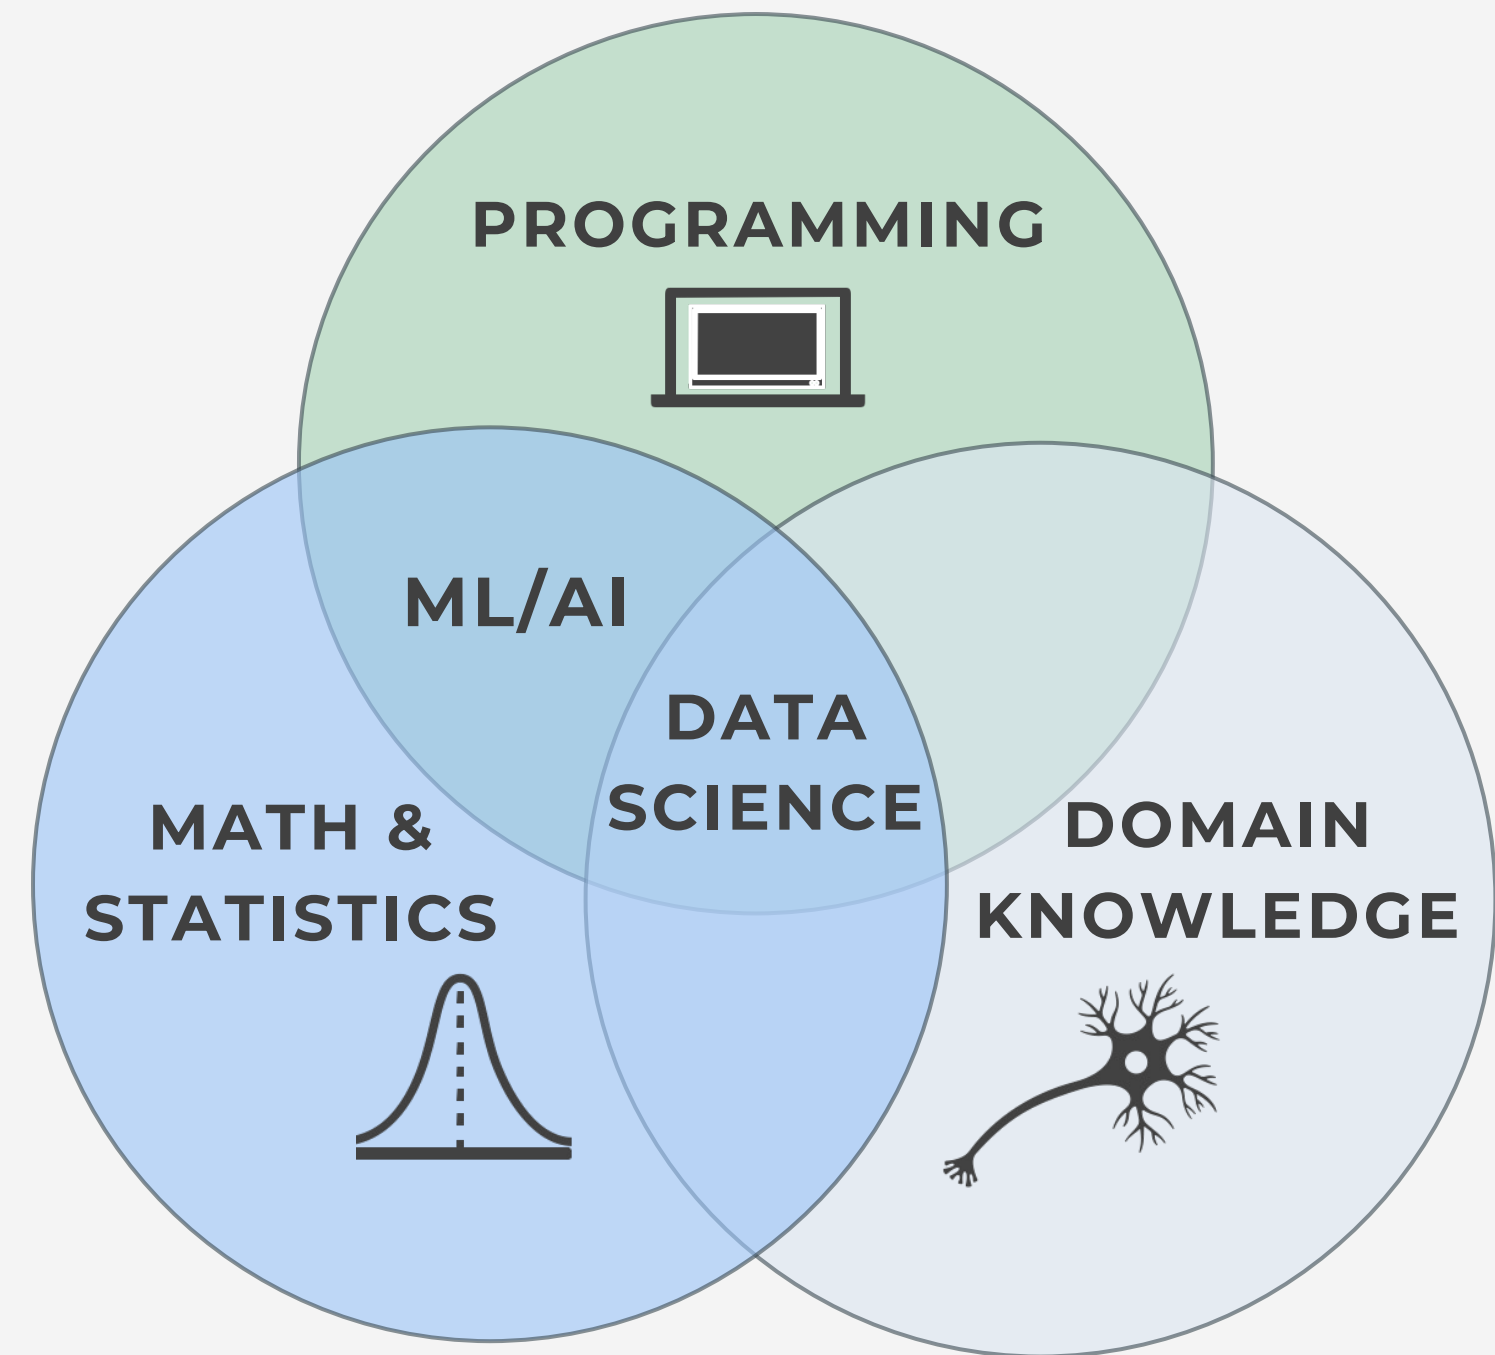 PROGRAMMING
ML/AI
DATA
SCIENCE
MATH &
STATISTICS
DOMAIN
KNOWLEDGE